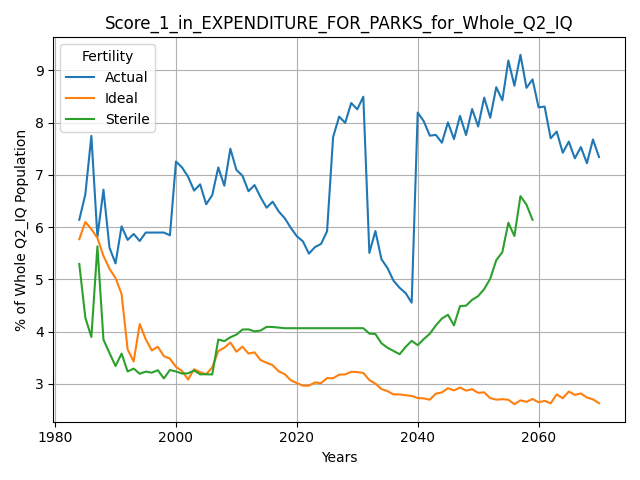 Score_1_in_EXPENDITURE_FOR_PARKS_for_Whole_Q2_IQ
Fertility
Actual
Ideal
Sterile
% of Whole Q2_IQ Population
9
8
7
6
5
4
3
1980
2000
2020
2040
2060
Years